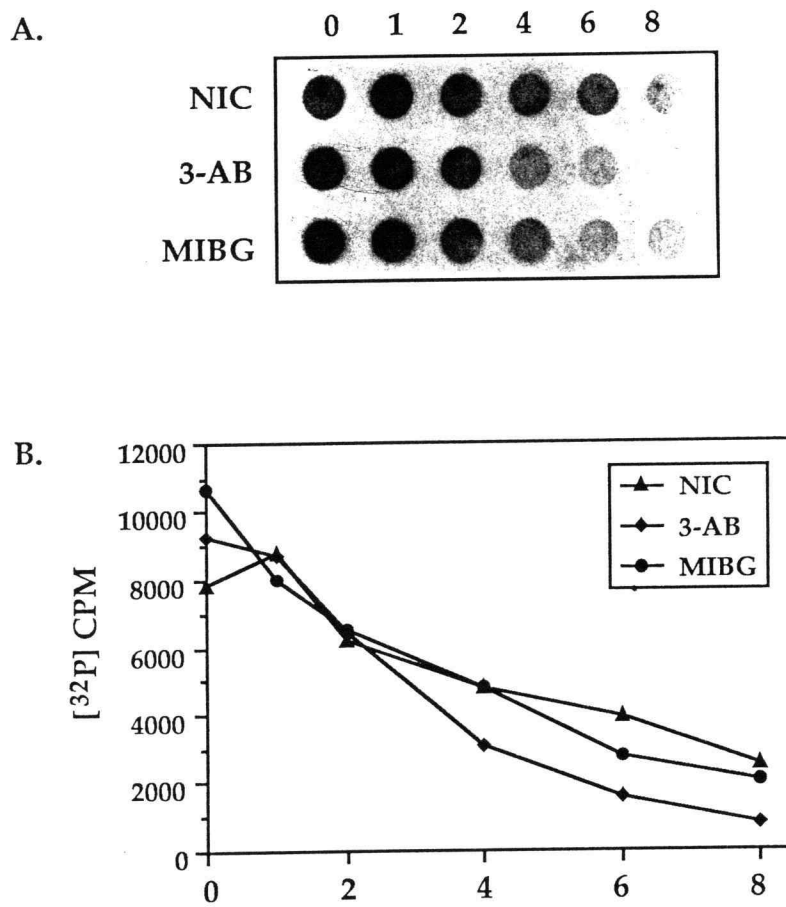 A.
0 1 2 4 6 8
NIC
3-AB
MIBG
B.
[32P] CPM
12000
10000
8000
6000
4000
2000
0
NIC
3-AB
MIBG
0 2 4 6 8